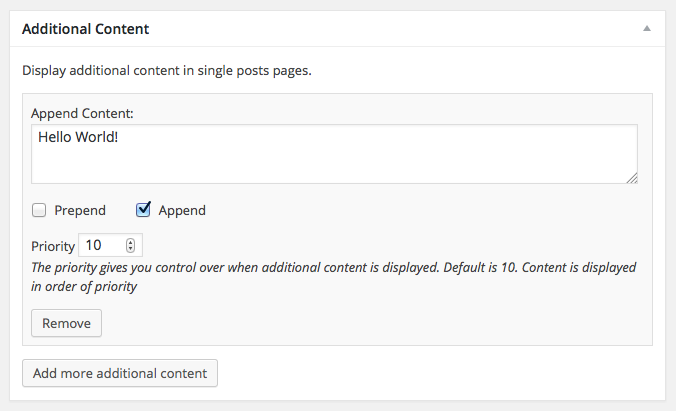 Additional Content
Display additional content in single posts pages.
Append Content:
Hello World!
Prepend Append
Priority 10
The priority gives you control over when additional content is displayed. Default is 10. Content is displayed
in order of priority
Remove
Add more additional content